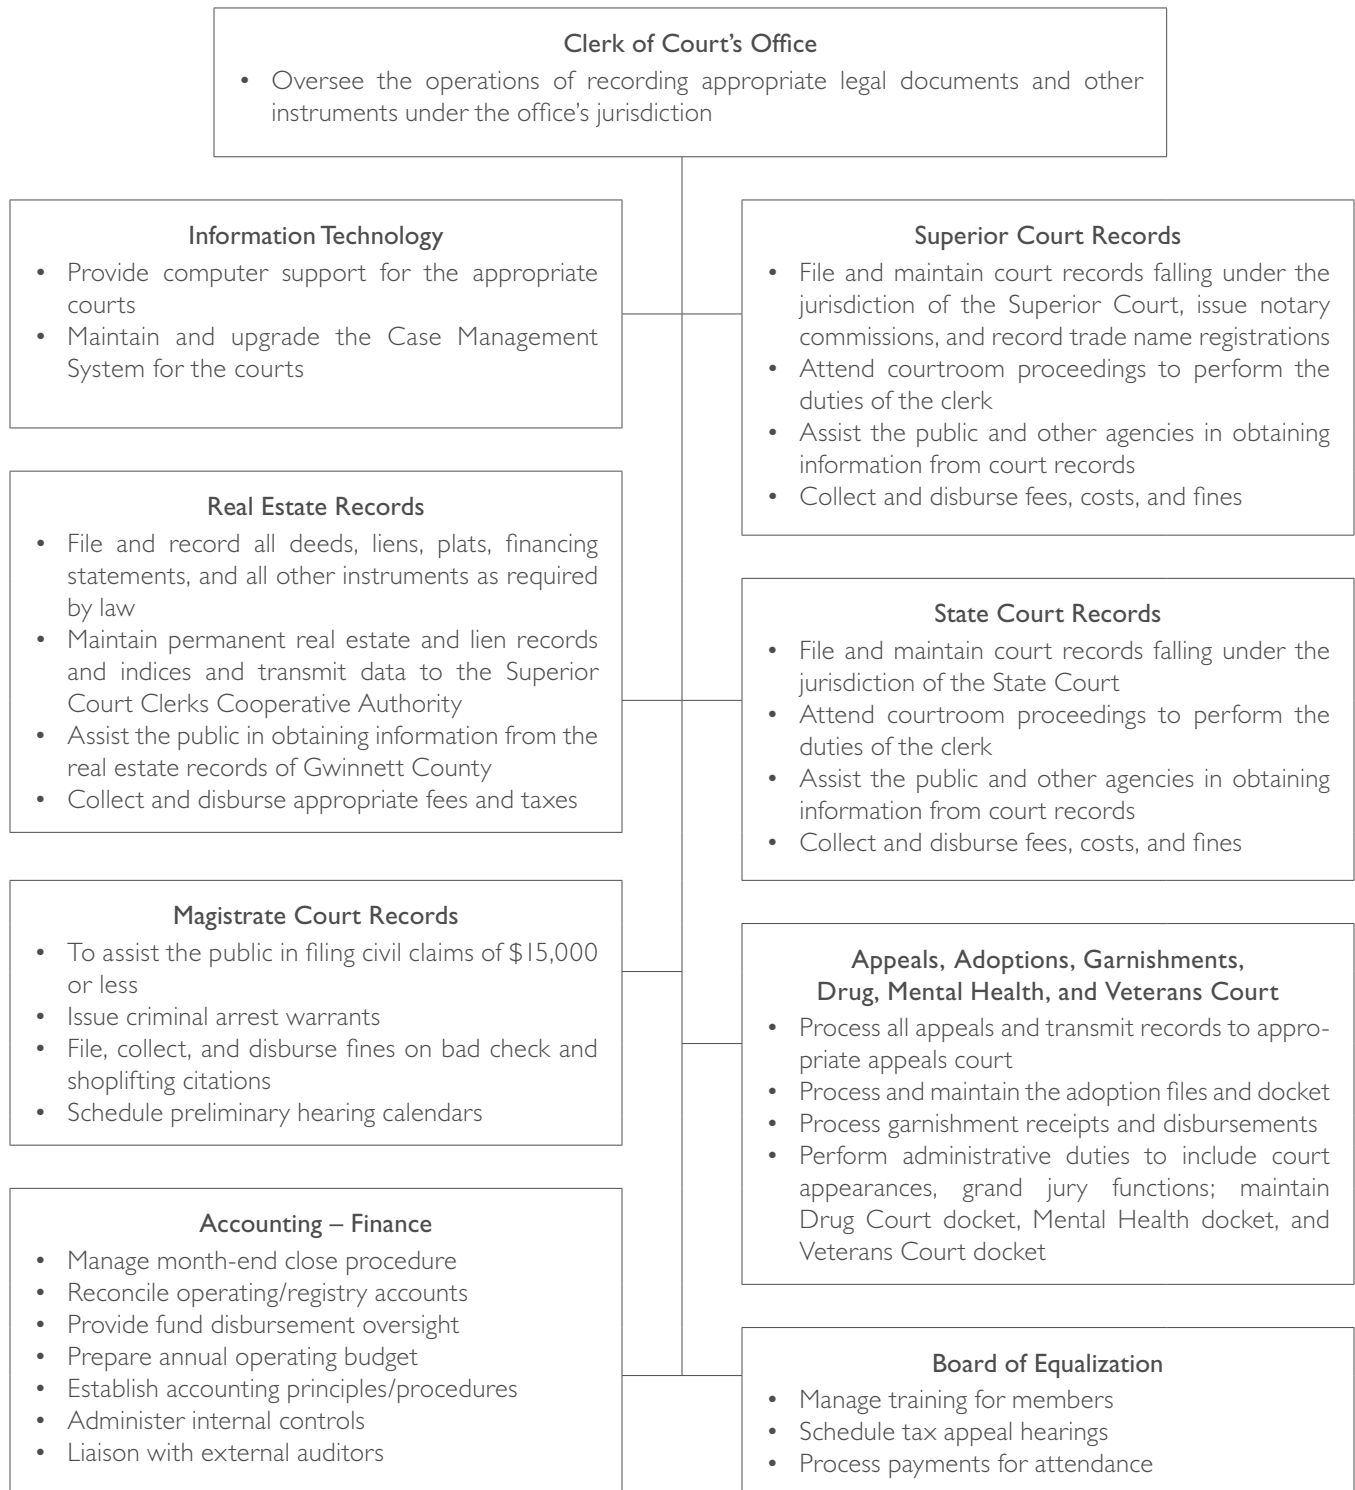 Clerk of Court’s Office
• Oversee the operations of recording appropriate legal documents and other
instruments under the office’s jurisdiction
Information Technology
• Provide computer support for the appropriate
courts
• Maintain and upgrade the Case Management
System for the courts
Real Estate Records
• File and record all deeds, liens, plats, financing
statements, and all other instruments as required
by law
• Maintain permanent real estate and lien records
and indices and transmit data to the Superior
Court Clerks Cooperative Authority
• Assist the public in obtaining information from the
real estate records of Gwinnett County
• Collect and disburse appropriate fees and taxes
Magistrate Court Records
• To assist the public in filing civil claims of $15,000
or less
• Issue criminal arrest warrants
• File, collect, and disburse fines on bad check and
shoplifting citations
• Schedule preliminary hearing calendars
Accounting – Finance
• Manage month-end close procedure
• Reconcile operating/registry accounts
• Provide fund disbursement oversight
• Prepare annual operating budget
• Establish accounting principles/procedures
• Administer internal controls
• Liaison with external auditors
Superior Court Records
• File and maintain court records falling under the
jurisdiction of the Superior Court, issue notary
commissions, and record trade name registrations
• Attend courtroom proceedings to perform the
duties of the clerk
• Assist the public and other agencies in obtaining
information from court records
• Collect and disburse fees, costs, and fines
State Court Records
• File and maintain court records falling under the
jurisdiction of the State Court
• Attend courtroom proceedings to perform the
duties of the clerk
• Assist the public and other agencies in obtaining
information from court records
• Collect and disburse fees, costs, and fines
Appeals, Adoptions, Garnishments,
Drug, Mental Health, and Veterans Court
• Process all appeals and transmit records to appro-
priate appeals court
• Process and maintain the adoption files and docket
• Process garnishment receipts and disbursements
• Perform administrative duties to include court
appearances, grand jury functions; maintain
Drug Court docket, Mental Health docket, and
Veterans Court docket
Board of Equalization
• Manage training for members
• Schedule tax appeal hearings
• Process payments for attendance